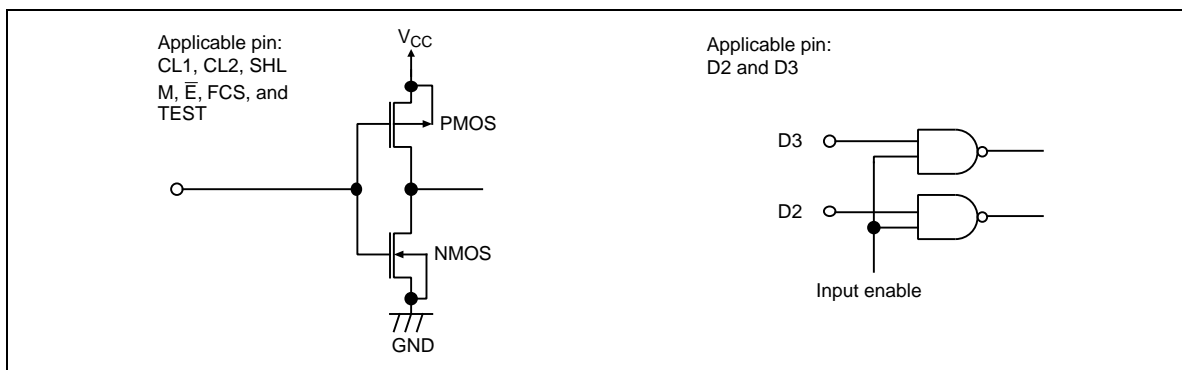 Applicable pin:
CL1, CL2, SHL
M, E̅, FCS, and
TEST
VCC
PMOS
NMOS
GND
Applicable pin:
D2 and D3
D3
D2
Input enable